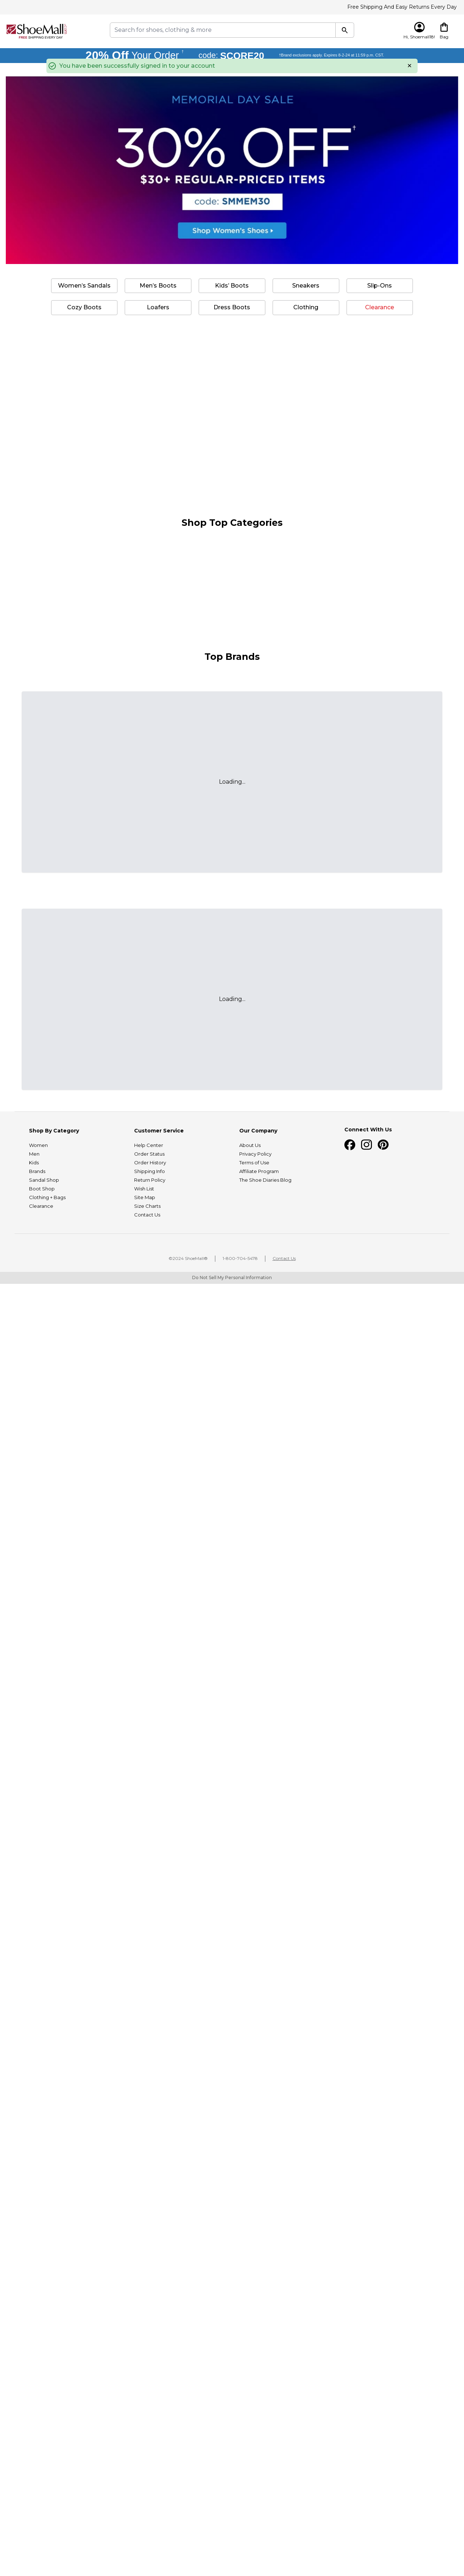 Free Shipping And Easy Returns Every Day
ShoeMall
FREE SHIPPING EVERY DAY
Search for shoes, clothing & more
Hi, Shoemall®!
Bag
20% Off Your Order † code: SCORE20 †Brand exclusions apply. Expires 9-2-24 at 11:59 p.m. CST.
You have been successfully signed in to your account
MEMORIAL DAY SALE
30% OFF†
$30+ REGULAR-PRICED ITEMS
code: SMMEM30
Shop Women's Shoes
Women's Sandals
Men's Boots
Kids' Boots
Sneakers
Slip-Ons
Cozy Boots
Loafers
Dress Boots
Clothing
Clearance
Shop Top Categories
Top Brands
Loading...
Loading...
Shop By Category
Women
Men
Kids
Brands
Sandal Shop
Boot Shop
Clothing + Bags
Clearance
Customer Service
Help Center
Order Status
Order History
Shipping Info
Return Policy
Wish List
Site Map
Size Charts
Contact Us
Our Company
About Us
Privacy Policy
Terms of Use
Affiliate Program
The Shoe Diaries Blog
Connect With Us
©2024 ShoeMall®
1-800-704-5478
Contact Us
Do Not Sell My Personal Information